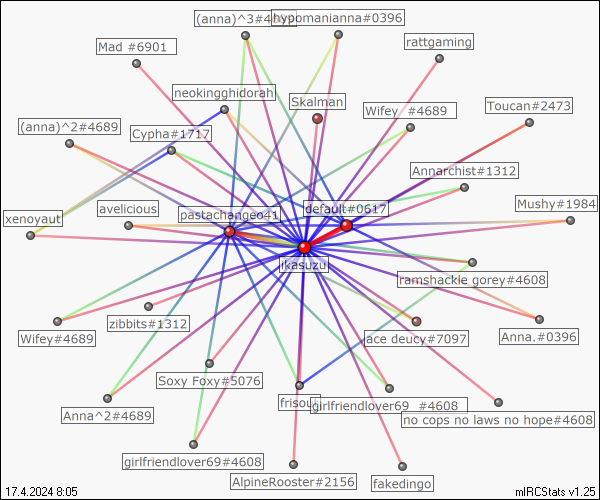 (anna)^3#4689
hypomanianna#0396
Mad #6901
rattgaming
neokingghidorah
Skalman
Wifey #4689
Toucan#2473
(anna)^2#4689
Cypha#1717
Annarchist#1312
avelicious
pastachangeo41
default#0617
Mushy#1984
xenoyaut
ikasuzu
ramshackle gorey#4608
Wifey#4689
zibbits#1312
lace deucy#7097
Anna.#0396
Soxy Foxy#5076
Anna^2#4689
girlfriendlover69 #4608
no cops no laws no hope#4608
girlfriendlover69#4608
AlpineRooster#2156
fakedingo
17.4.2024 8:05
mIRCStats v1.25